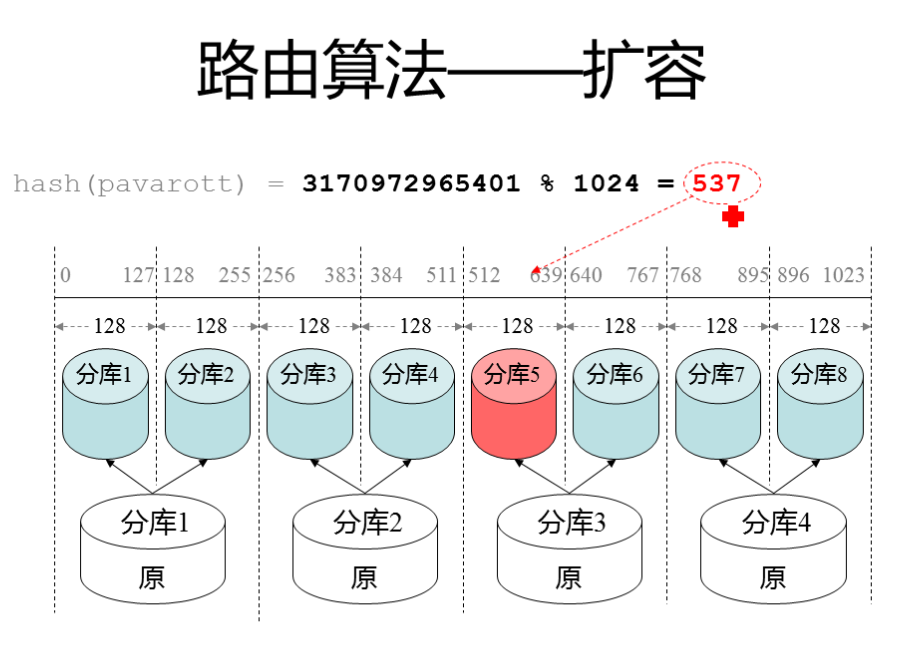 路由算法——扩容
hash(pavarott) = 3170972965401 % 1024 = 537
0 127 128 255 256 383 384 511 512 639 640 767 768 895 896 1023
128 128 128 128 128 128 128 128
分库1 分库2 分库3 分库4 分库5 分库6 分库7 分库8
分库1 分库2 分库3 分库4
原 原 原 原